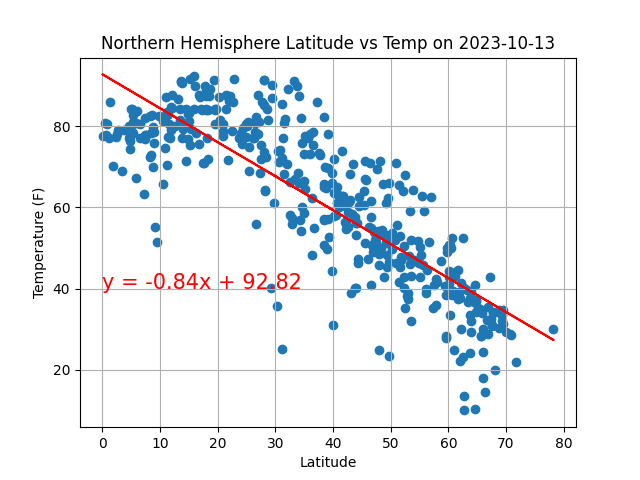 Northern Hemisphere Latitude vs Temp on 2023-10-13
Temperature (F)
80
60
40
20
y = -0.84x + 92.82
0 10 20 30 40 50 60 70 80
Latitude